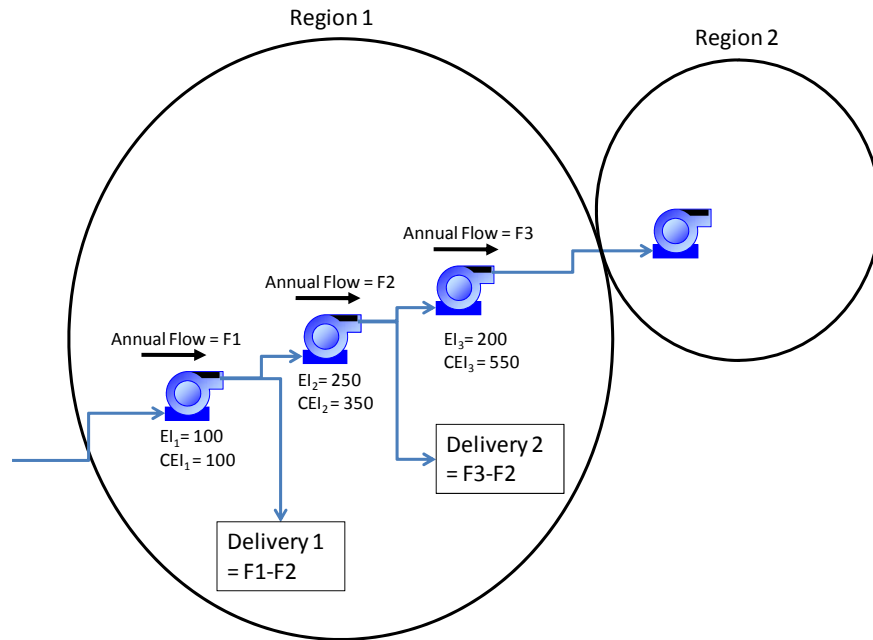 Region 1
Region 2
Annual Flow = F3
Annual Flow = F2
EI₃= 200
CEI₃= 550
Annual Flow = F1
EI₂= 250
CEI₂= 350
EI₁= 100
CEI₁= 100
Delivery 2
= F3-F2
Delivery 1
= F1-F2